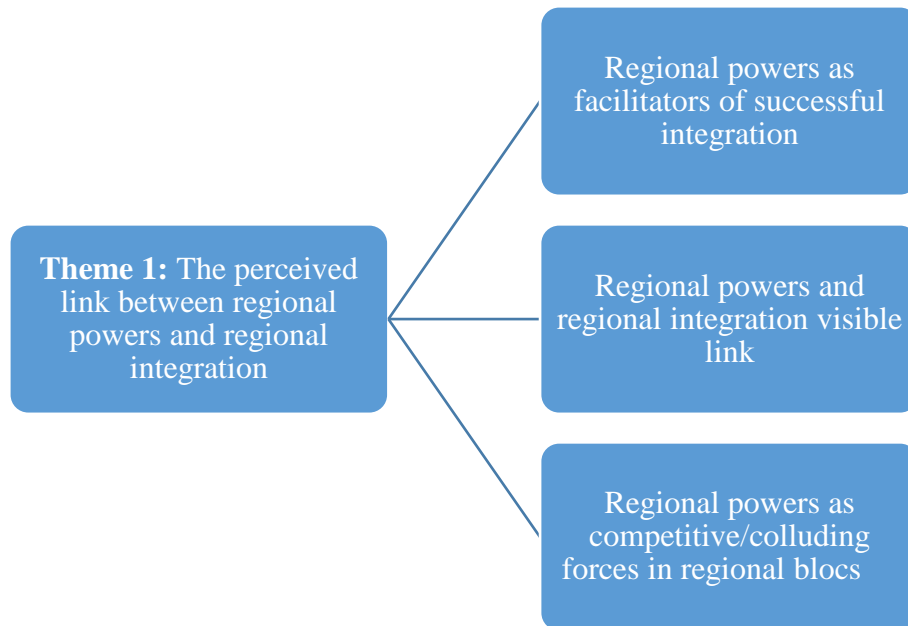 Regional powers as
facilitators of successful
integration
Theme 1: The perceived
link between regional
powers and regional
integration
Regional powers and
regional integration visible
link
Regional powers as
competitive/colluding
forces in regional blocs